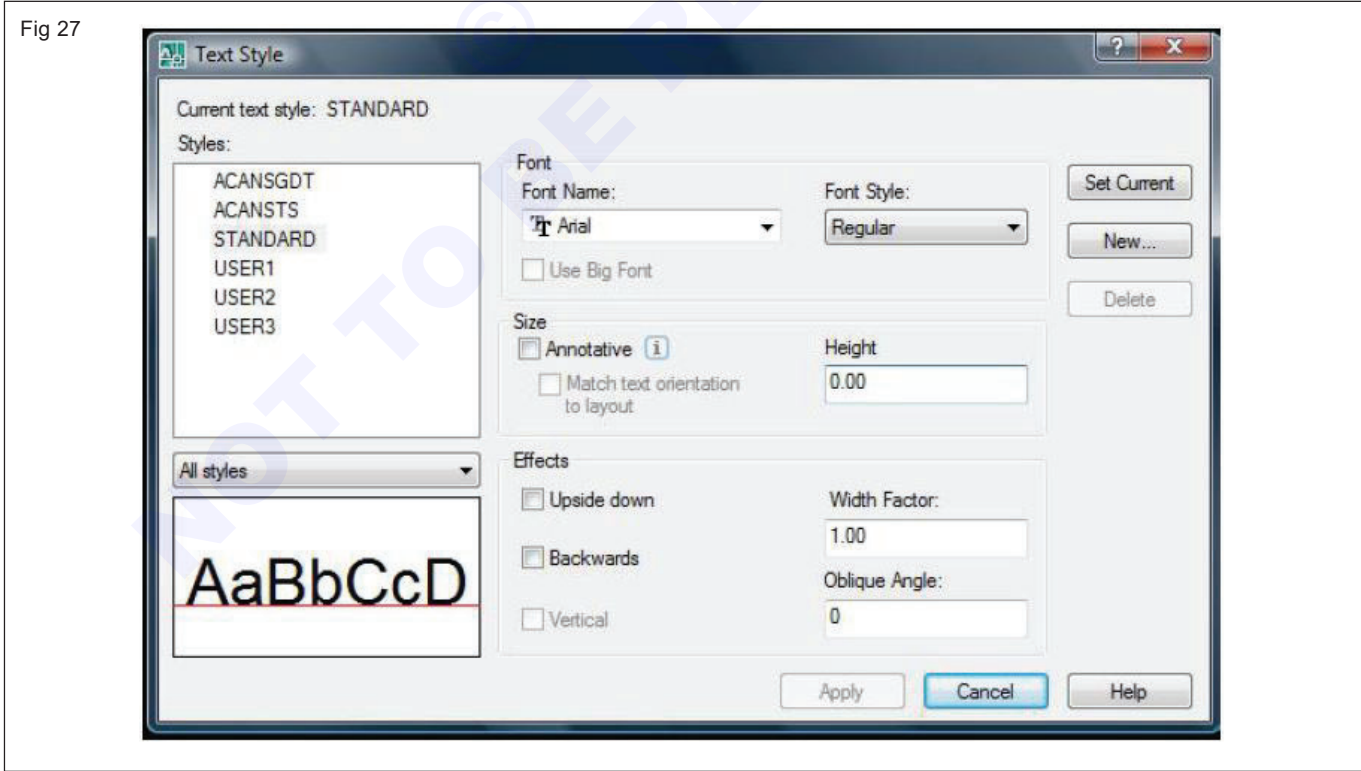 Fig 27
Text Style
Current text style: STANDARD
Styles:
ACANSGDT
ACANSTS
STANDARD
USER1
USER2
USER3
All styles
AaBbCcD
Font
Font Name:
Font Style:
Arial
Regular
Use Big Font
Size
Annotative
Height
Match text orientation
to layout
0.00
Effects
Upside down
Width Factor:
1.00
Backwards
Oblique Angle:
Vertical
0
Set Current
New...
Delete
Apply
Cancel
Help
© NOT TO BE